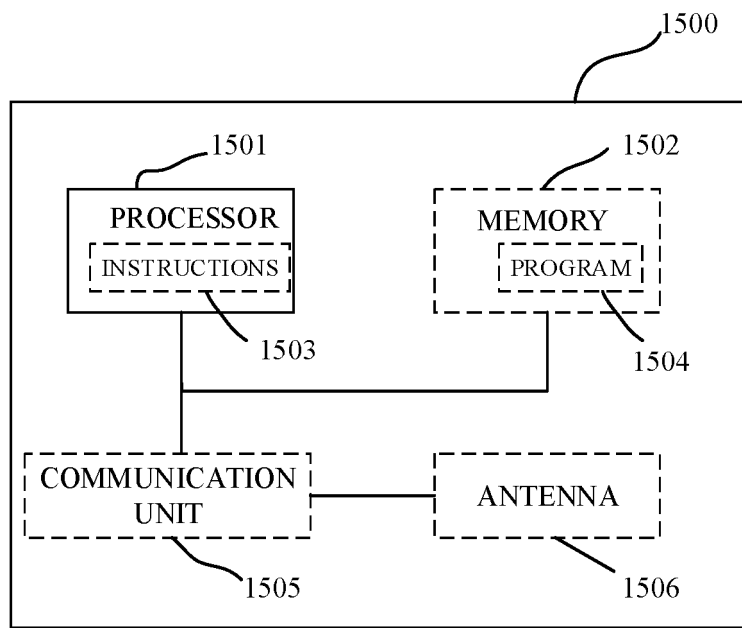 1500
1501
1502
PROCESSOR
MEMORY
INSTRUCTIONS
PROGRAM
1503
1504
COMMUNICATION
UNIT
ANTENNA
1505
1506